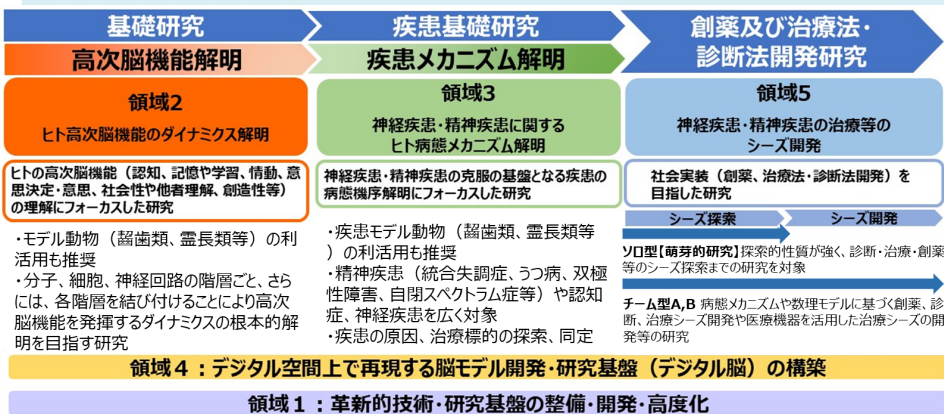 基礎研究
高次脳機能解明
領域2
ヒト高次脳機能のダイナミクス解明
ヒトの高次脳機能（認知、記憶や学習、情動、意
思決定・意思、社会性や他者理解、創造性等）
の理解にフォーカスした研究
・モデル動物（齧歯類、霊長類等）の利
活用も推奨
・分子、細胞、神経回路の階層ごと、さら
には、各階層を結び付けることにより高次
脳機能を発揮するダイナミクスの根本的解
明を目指す研究
疾患基礎研究
疾患メカニズム解明
領域3
神経疾患・精神疾患に関する
ヒト病態メカニズム解明
神経疾患・精神疾患の克服の基盤となる疾患の
病態機序解明にフォーカスした研究
・疾患モデル動物（齧歯類、霊長類等
）の利活用も推奨
・精神疾患（統合失調症、うつ病、双極
性障害、自閉スペクトラム症等）や認知
症、神経疾患を広く対象
・疾患の原因、治療標的の探索、同定
創薬及び治療法・
診断法開発研究
領域5
神経疾患・精神疾患の治療等の
シーズ開発
社会実装（創薬、治療法・診断法開発）を
目指した研究
シーズ探索
シーズ開発
ソロ型【萌芽的研究】探索的性質が強く、診断・治療・創薬
等のシーズ探索までの研究を対象
チーム型A,B 病態メカニズムや数理モデルに基づく創薬、診
断、治療シーズ開発や医療機器を活用した治療シーズの開
発等の研究
領域４：デジタル空間上で再現する脳モデル開発・研究基盤（デジタル脳）の構築
領域１：革新的技術・研究基盤の整備・開発・高度化